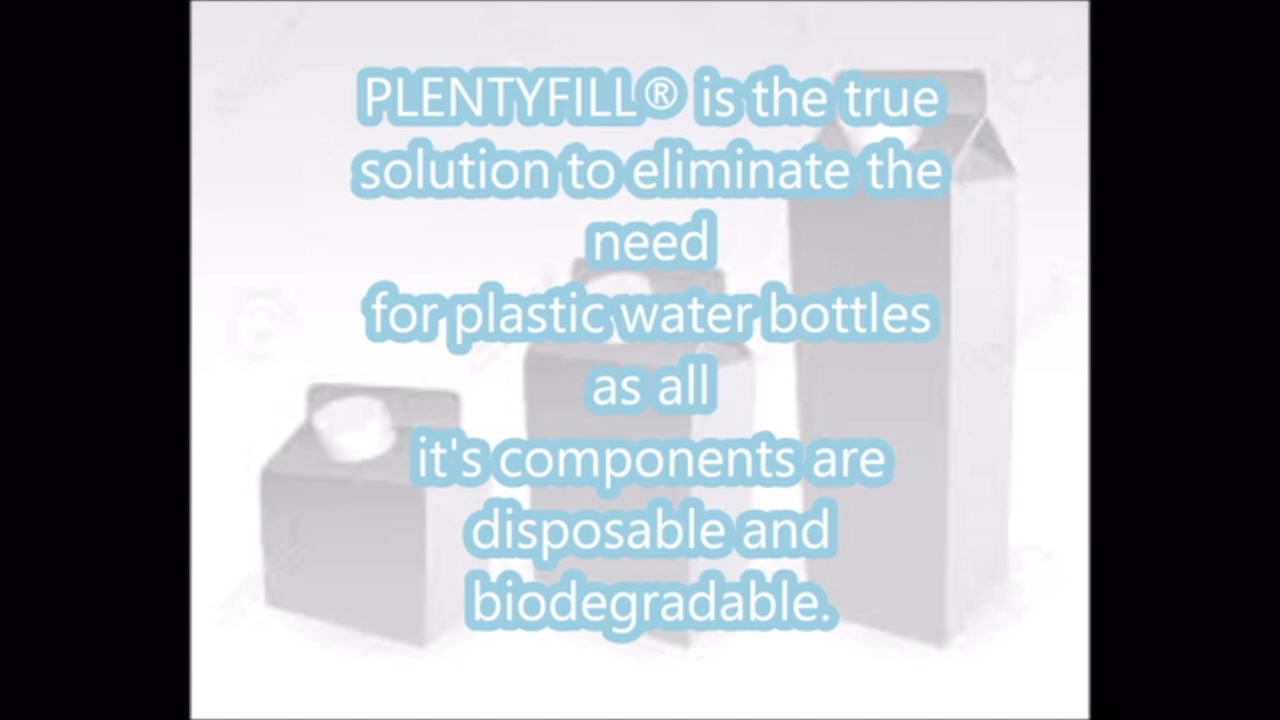 PLENTYFILL® is the true
solution to eliminate the
need
for plastic water bottles
as all
it's components are
disposable and
biodegradable.